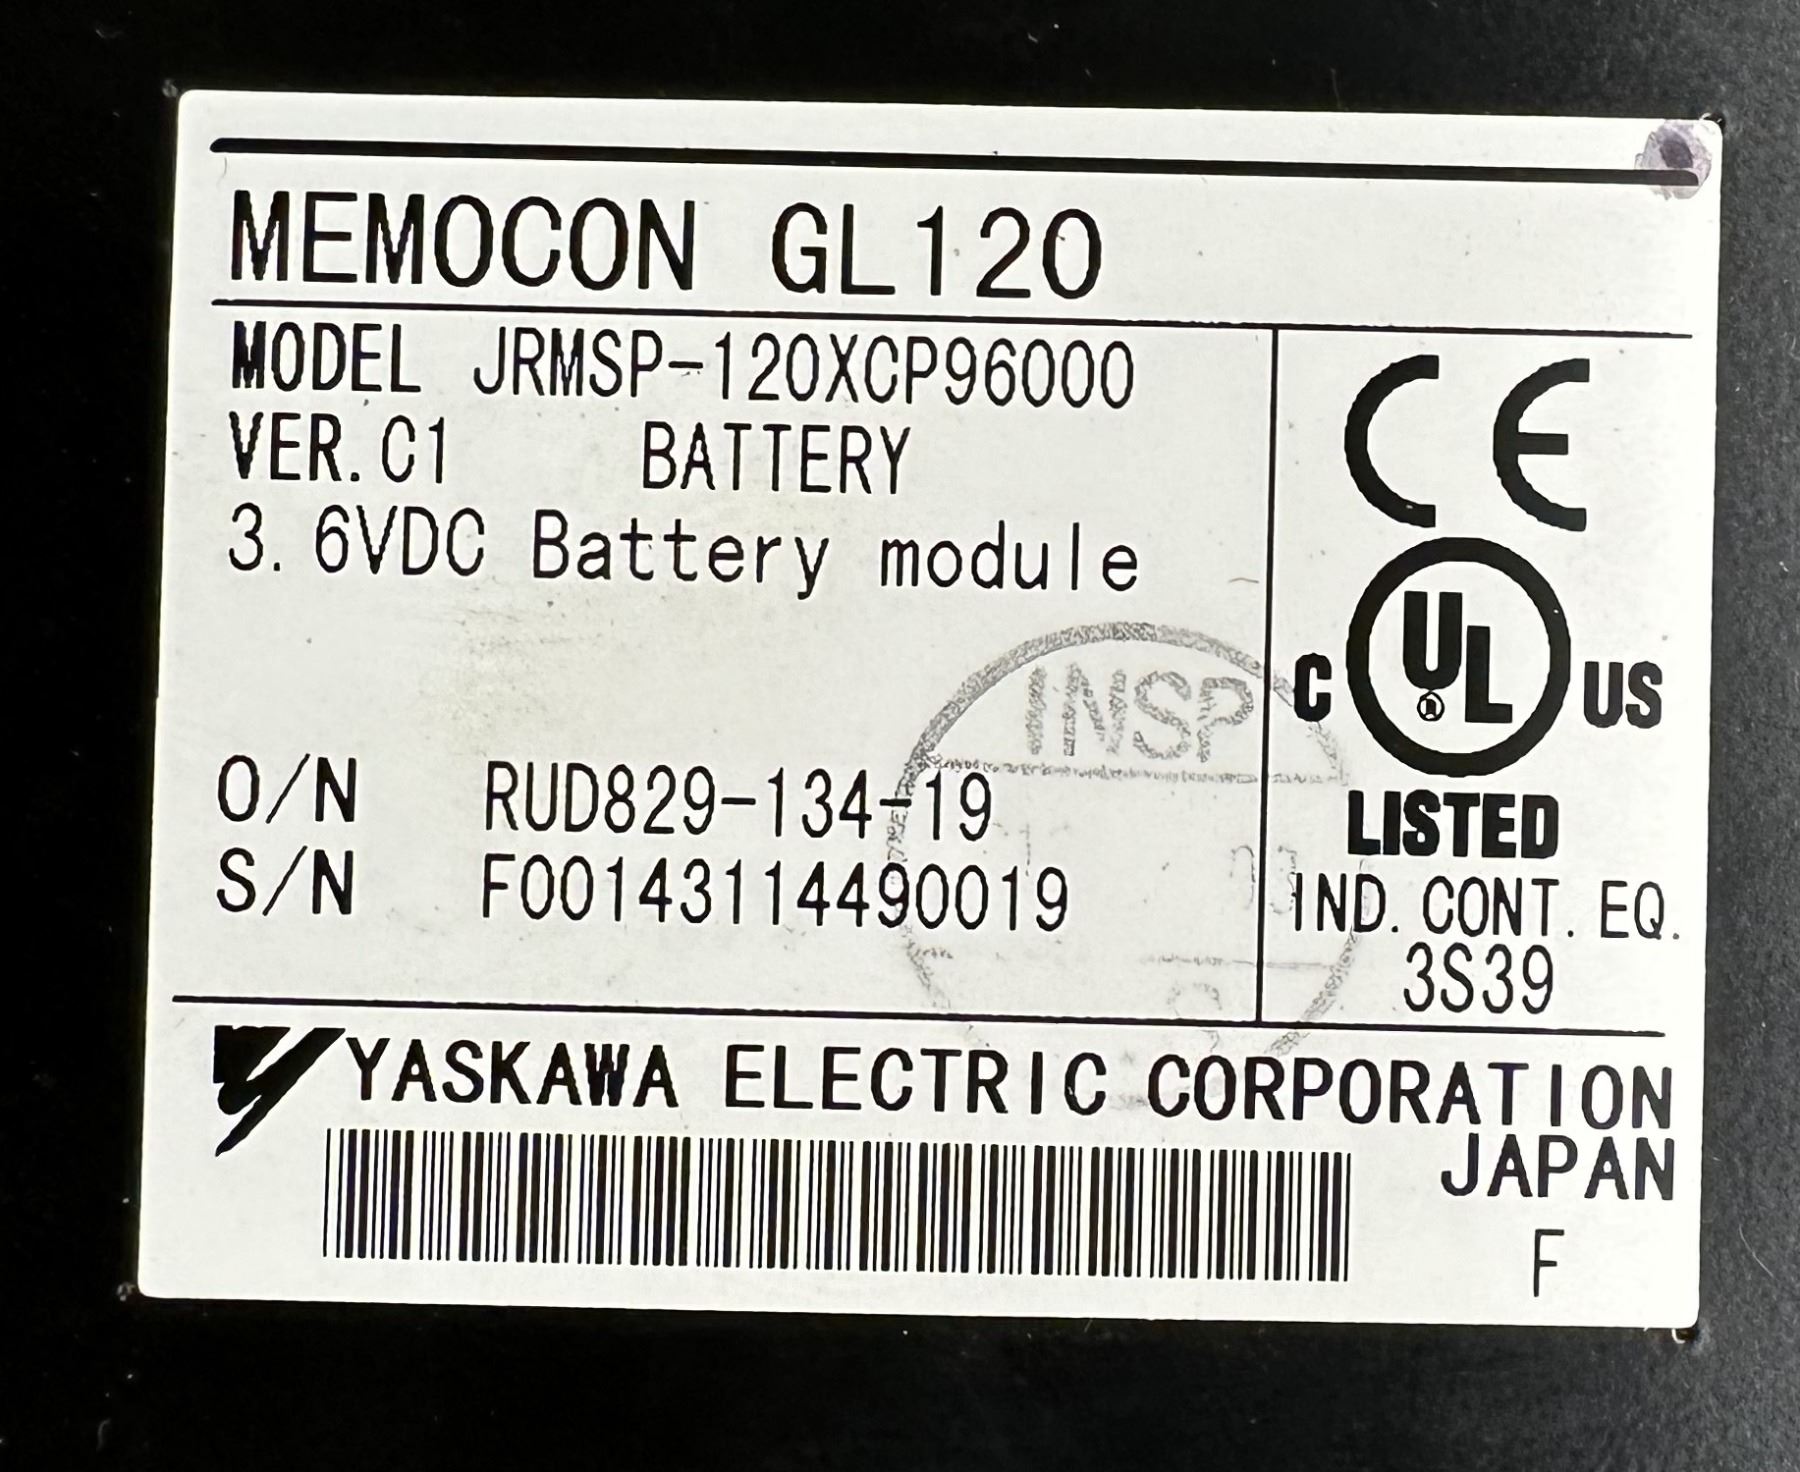 MEMOCON GL120
MODEL JRMSP-120XCP96000
VER. C1 BATTERY
3. 6VDC Battery module
O/N RUD829-134-19
S/N F00143114490019
INSP
CE
C UL ® US
LISTED
IND. CONT. EQ.
3S39
YASKAWA ELECTRIC CORPORATION
JAPAN
F